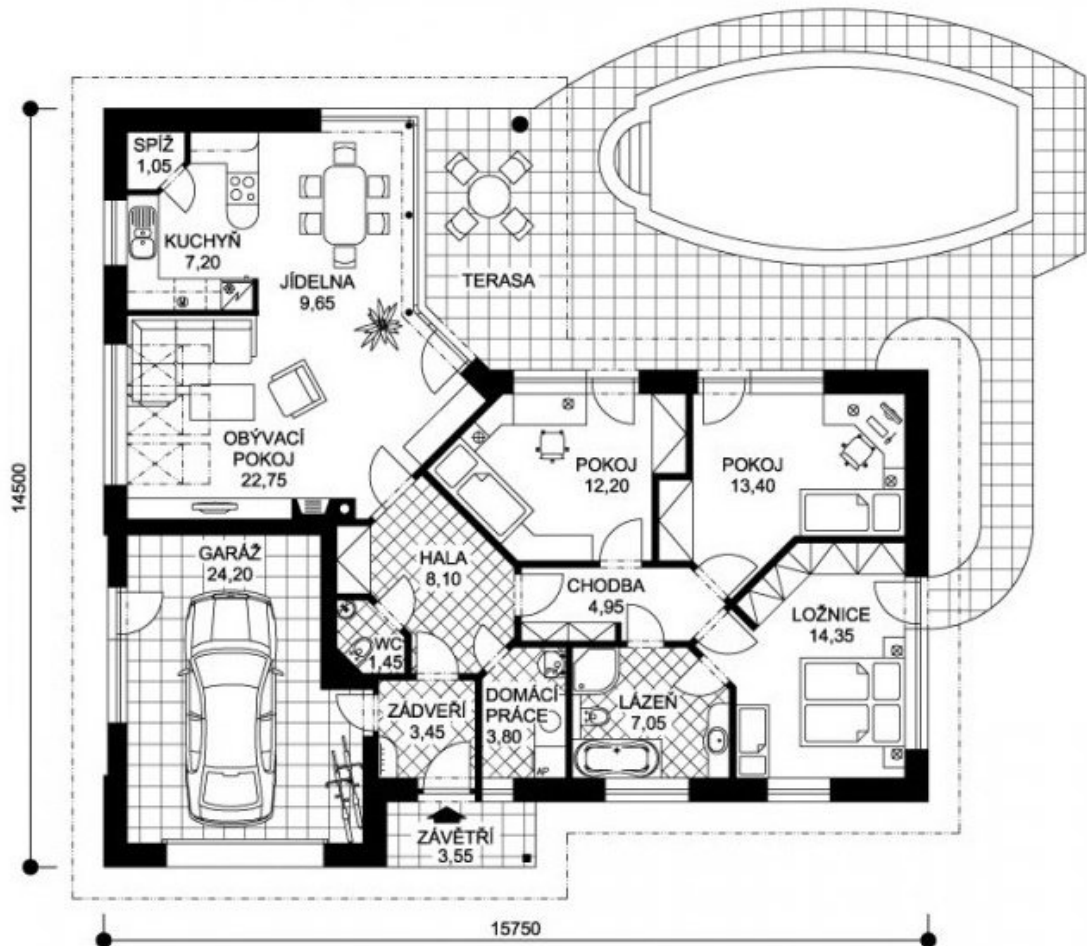 SPÍŽ
1,05
KUCHYŇ
7,20
JÍDELNA
9,65
TERASA
OBÝVACÍ
POKOJ
22,75
POKOJ
12,20
POKOJ
13,40
14500
GARÁŽ
24,20
HALA
8,10
CHODBA
4,95
LOŽNICE
14,35
WC
1,45
ZÁDVEŘÍ
3,45
DOMÁCÍ
PRÁCE
3,80
LÁZEŇ
7,05
AP
ZÁVĚTŘÍ
3,55
15750